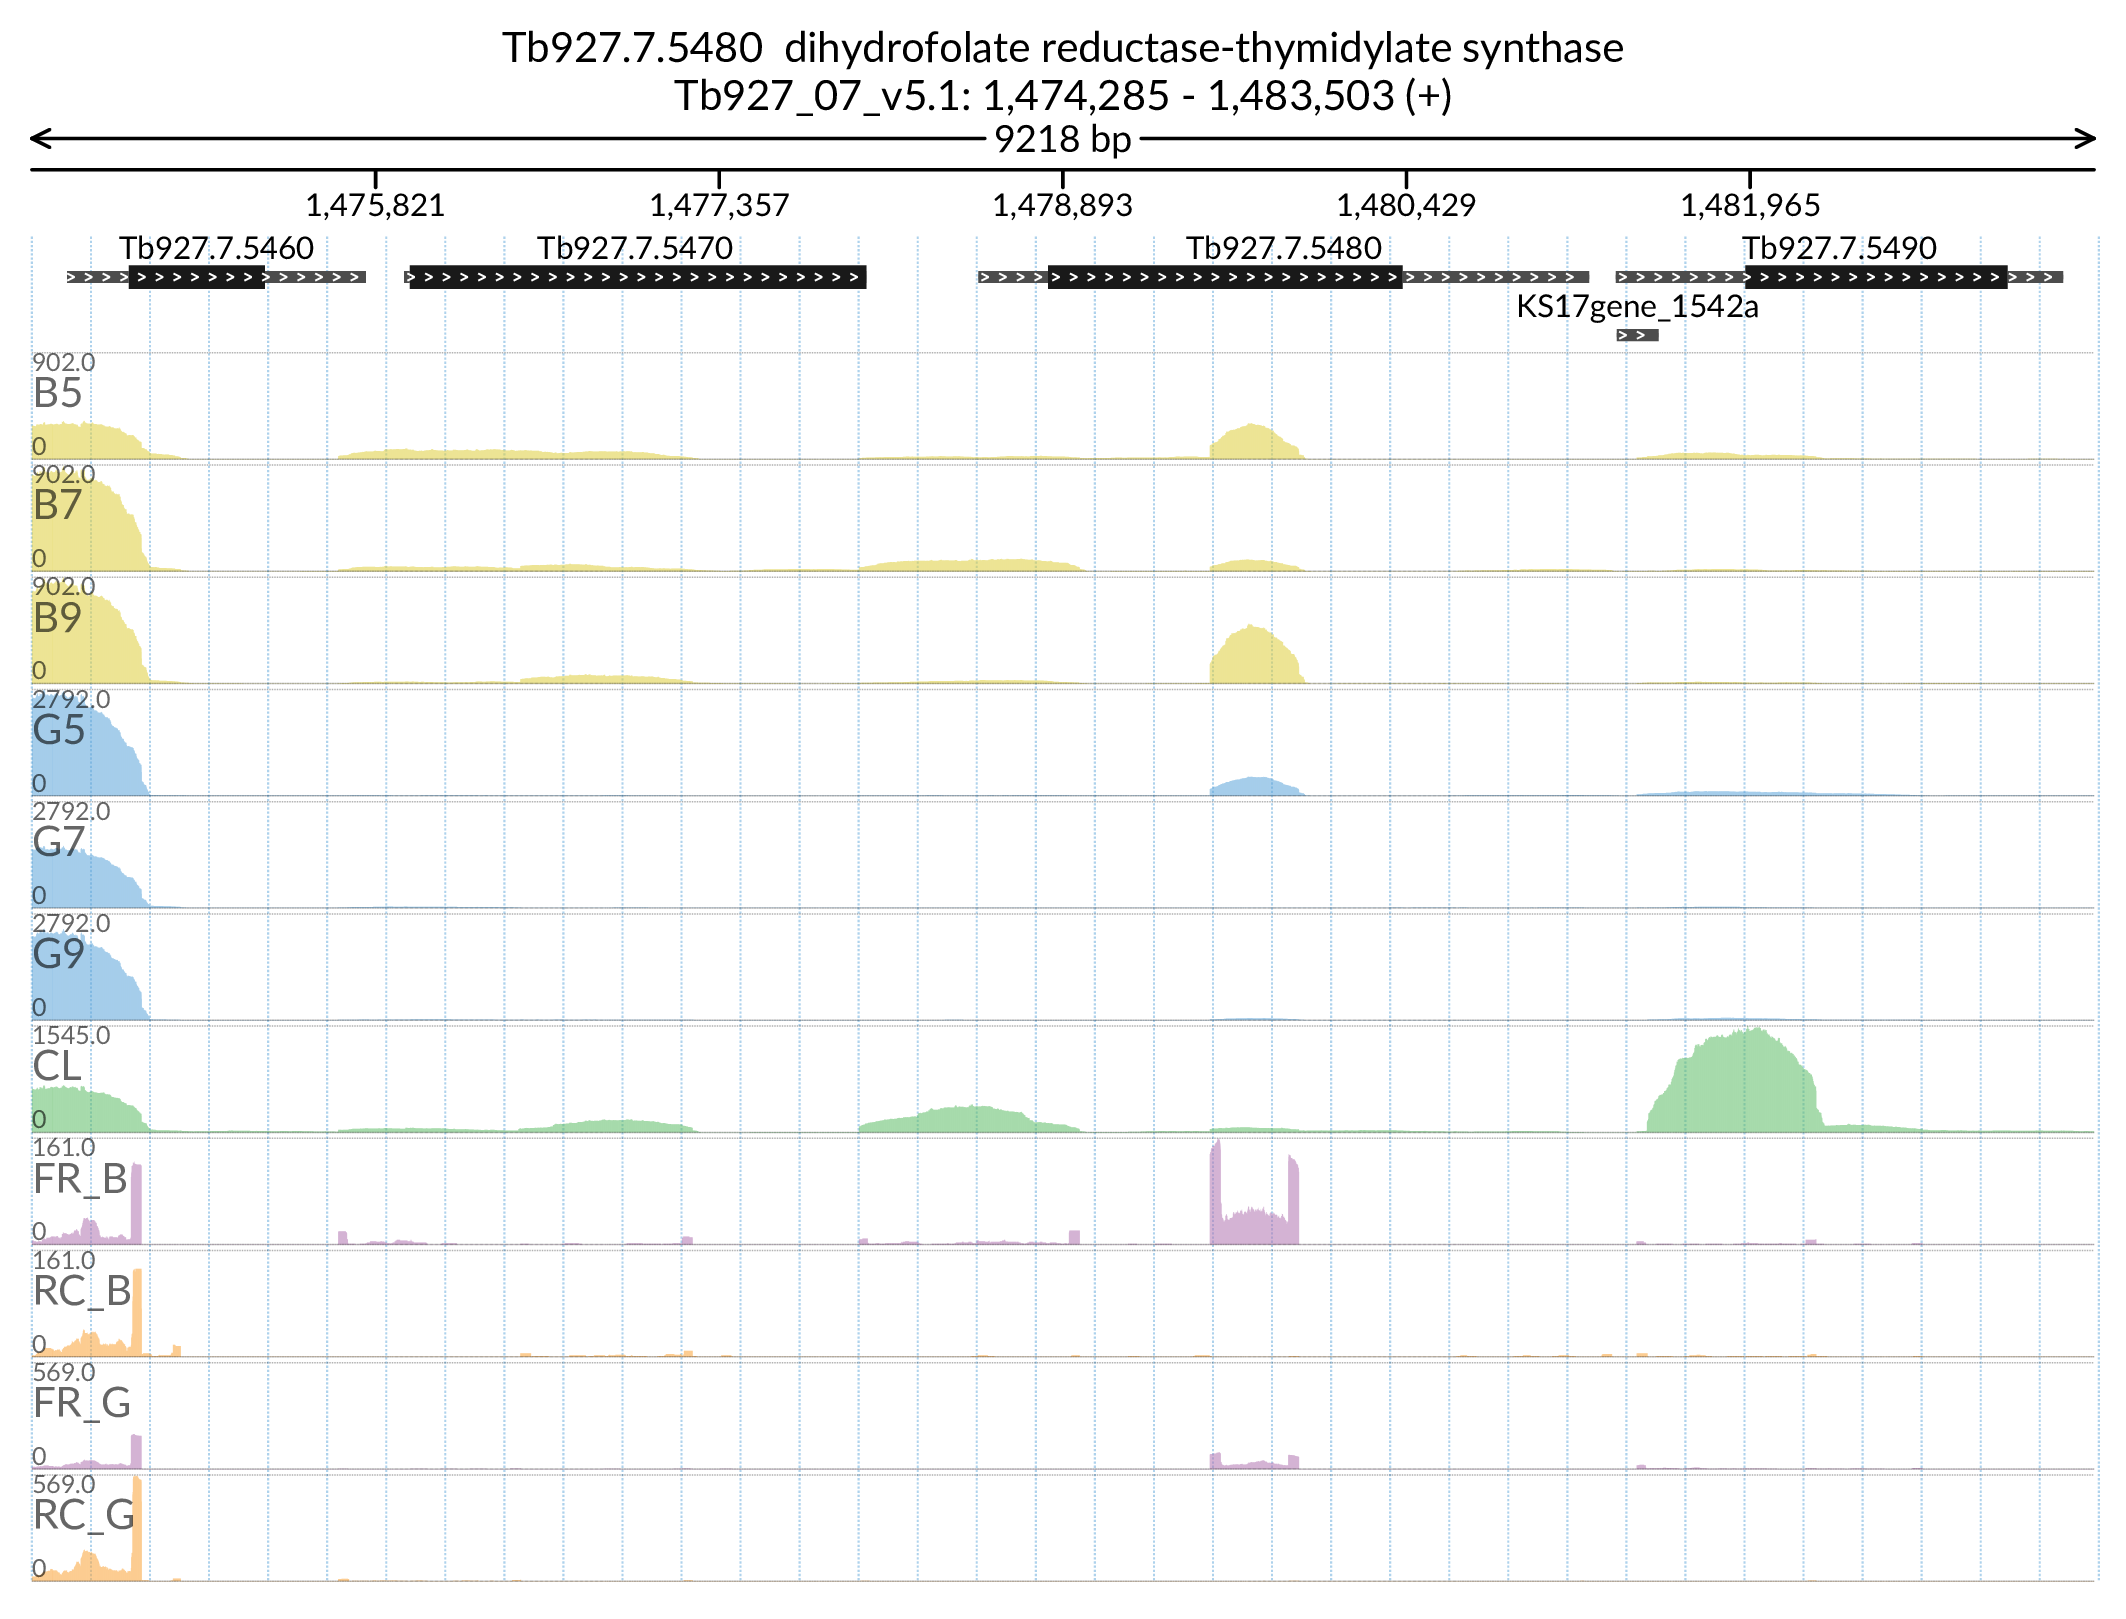 Tb927.7.5480  dihydrofolate reductase-thymidylate synthase
Tb927_07_v5.1: 1,474,285 - 1,483,503 (+)
9218 bp
1,475,821 1,477,357 1,478,893 1,480,429 1,481,965
Tb927.7.5460 Tb927.7.5470 Tb927.7.5480 Tb927.7.5490
KS17gene_1542a
902.0
B5
0
902.0
B7
0
902.0
B9
0
2792.0
G5
0
2792.0
G7
0
2792.0
G9
0
1545.0
CL
0
161.0
FR_B
0
161.0
RC_B
0
569.0
FR_G
0
569.0
RC_G
0